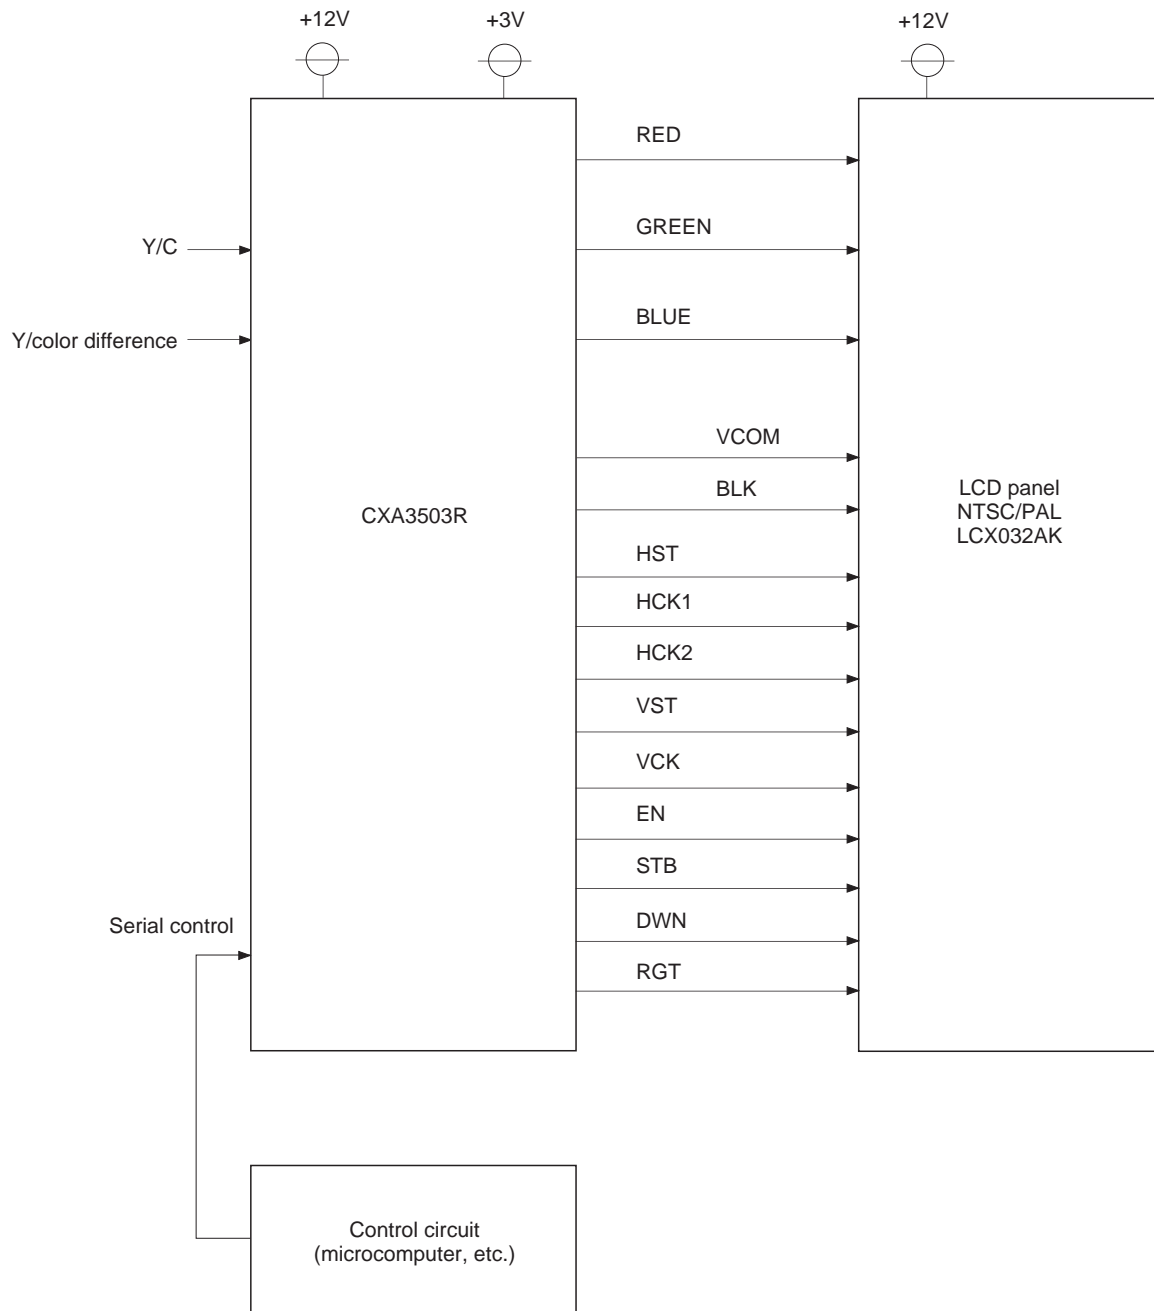 +12V
+3V
+12V
RED
GREEN
Y/C
BLUE
Y/color difference
VCOM
BLK
CXA3503R
LCD panel
NTSC/PAL
LCX032AK
HST
HCK1
HCK2
VST
VCK
EN
STB
DWN
Serial control
RGT
Control circuit
(microcomputer, etc.)